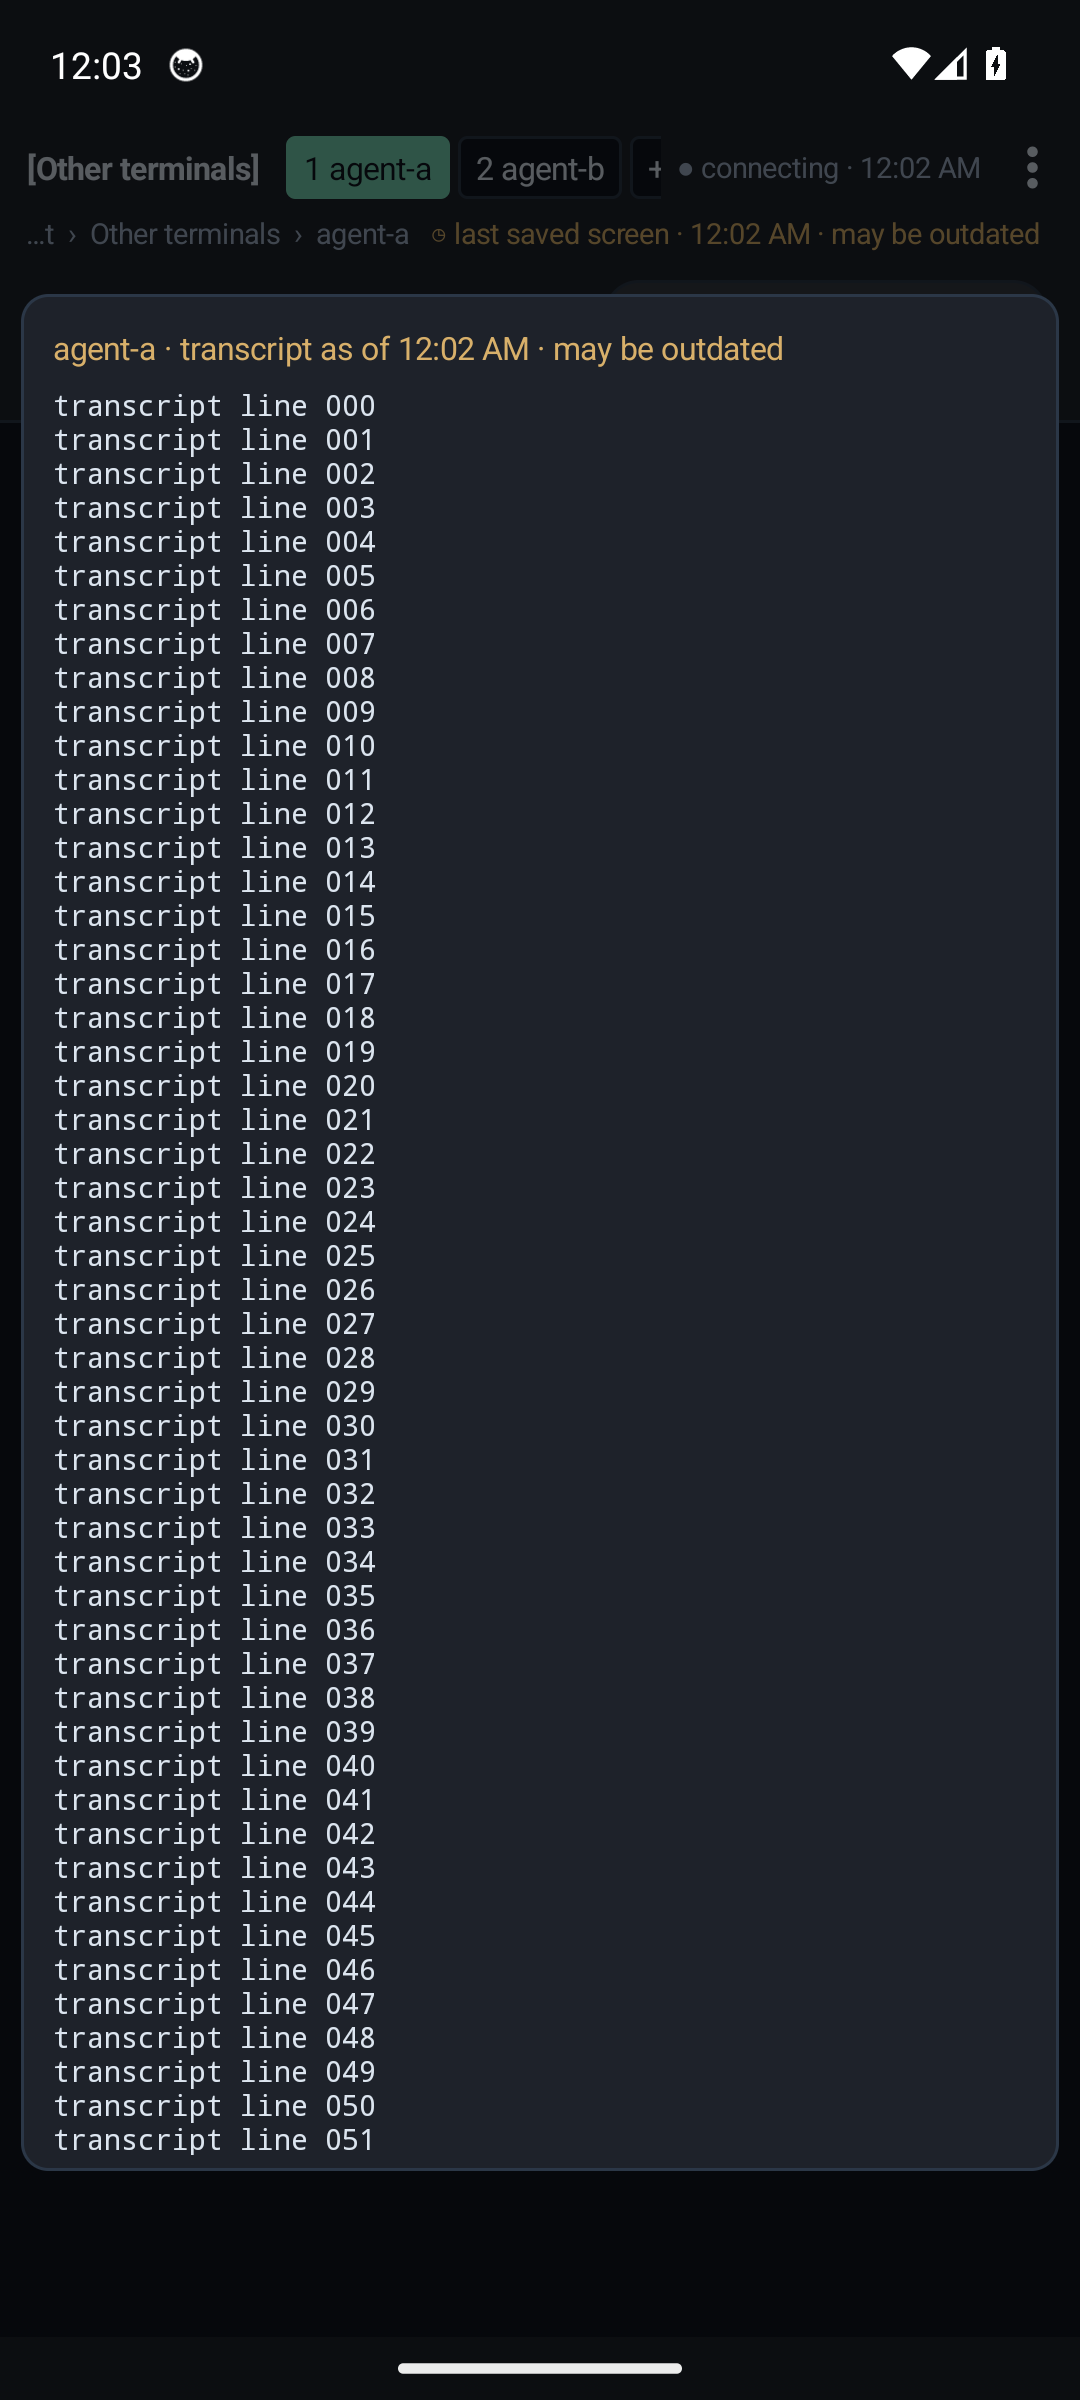 12:03
[Other terminals] 1 agent-a 2 agent-b + connecting · 12:02 AM
...t › Other terminals › agent-a last saved screen · 12:02 AM · may be outdated
agent-a · transcript as of 12:02 AM · may be outdated
transcript line 000
transcript line 001
transcript line 002
transcript line 003
transcript line 004
transcript line 005
transcript line 006
transcript line 007
transcript line 008
transcript line 009
transcript line 010
transcript line 011
transcript line 012
transcript line 013
transcript line 014
transcript line 015
transcript line 016
transcript line 017
transcript line 018
transcript line 019
transcript line 020
transcript line 021
transcript line 022
transcript line 023
transcript line 024
transcript line 025
transcript line 026
transcript line 027
transcript line 028
transcript line 029
transcript line 030
transcript line 031
transcript line 032
transcript line 033
transcript line 034
transcript line 035
transcript line 036
transcript line 037
transcript line 038
transcript line 039
transcript line 040
transcript line 041
transcript line 042
transcript line 043
transcript line 044
transcript line 045
transcript line 046
transcript line 047
transcript line 048
transcript line 049
transcript line 050
transcript line 051